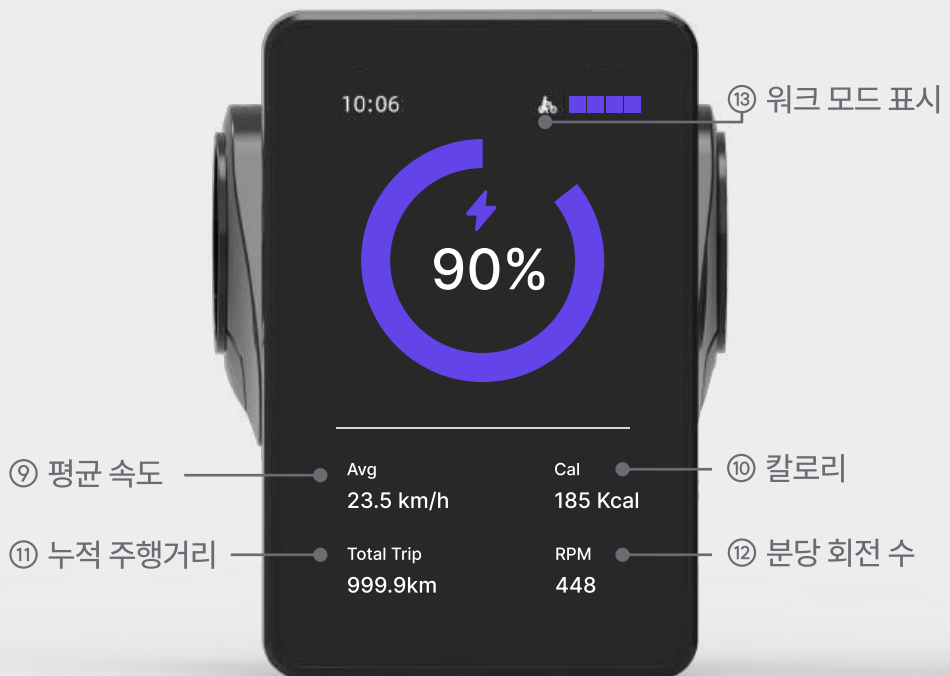 10:06
⑬ 워크 모드 표시
90%
⑨ 평균 속도
Avg
23.5 km/h
Cal
185 Kcal
⑩ 칼로리
⑪ 누적 주행거리
Total Trip
999.9km
RPM
448
⑫ 분당 회전 수